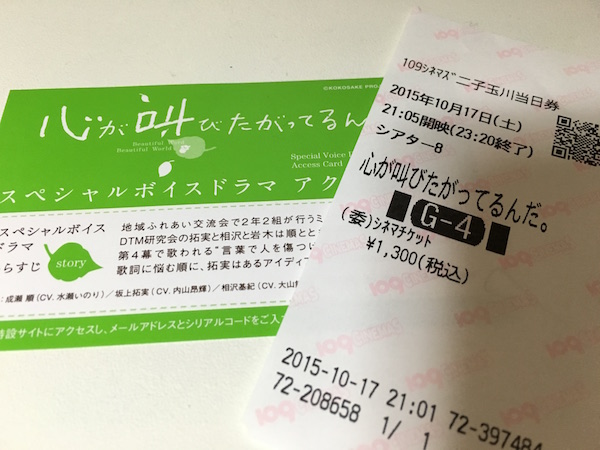 ©KOKOSAKE PRO
心が叫びたがってるん
Beautiful Word
Beautiful World
Special Voice
Access Card
スペシャルボイスドラマ アク
スペシャルボイス
ドラマ
らすじ
story
地域ふれあい交流会で2年2組が行うミ
DTM研究会の拓実と相沢と岩木は順と
第4幕で歌われる"言葉で人を傷つ
歌詞に悩む順に、拓実はあるアイデ
:成瀬 順(CV.水瀬いのり)/坂上拓実(CV.内山昂輝)/相沢基紀(CV.大山
特設サイトにアクセスし、メールアドレスとシリアルコードをご入
109シネマズ二子玉川当日券
2015年10月17日(土)
21:05開映(23:20終了)
シアター8
心が叫びたがってるんだ。
G-4
(委)シネマチケット
¥1,300(税込)
2015-10-17 21:01 72-397484
72-208658 1/ 1